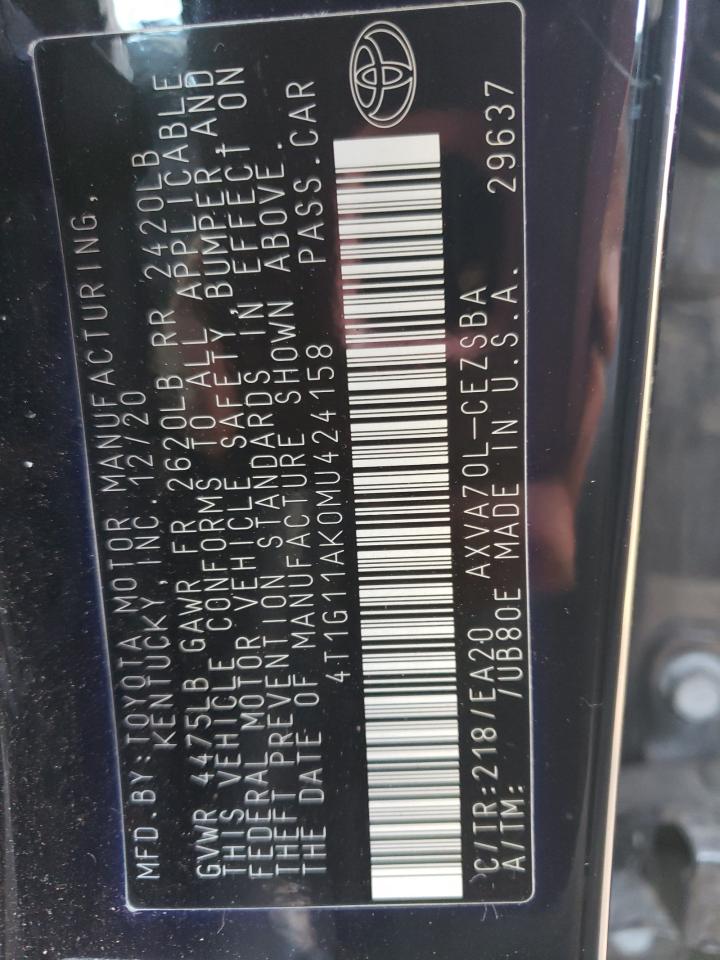 MFD.BY:TOYOTA MOTOR MANUFACTURING,
KENTUCKY,INC.12/20
GVWR 4475LB GAWR FR 2620LB RR 2420LB
THIS VEHICLE CONFORMS TO ALL APPLICABLE
FEDERAL MOTOR VEHICLE SAFETY,BUMPER,AND
THEFT PREVENTION STANDARDS IN EFFECT ON
THE DATE OF MANUFACTURE SHOWN ABOVE.
4T1G11AK0MU424158 PASS.CAR
C/TR:218/EA20 AXVA70L-CEZSBA 29637
A/TM: /UB80E MADE IN U.S.A.